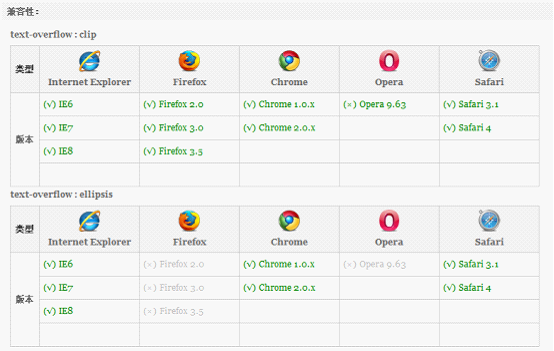 兼容性:
text-overflow : clip
类型 Internet Explorer Firefox Chrome Opera Safari
版本
(√) IE6 (√) Firefox 2.0 (√) Chrome 1.0.x (×) Opera 9.63 (√) Safari 3.1
(√) IE7 (√) Firefox 3.0 (√) Chrome 2.0.x (√) Safari 4
(√) IE8 (√) Firefox 3.5
text-overflow : ellipsis
类型 Internet Explorer Firefox Chrome Opera Safari
版本
(√) IE6 (×) Firefox 2.0 (√) Chrome 1.0.x (×) Opera 9.63 (√) Safari 3.1
(√) IE7 (×) Firefox 3.0 (√) Chrome 2.0.x (√) Safari 4
(√) IE8 (×) Firefox 3.5